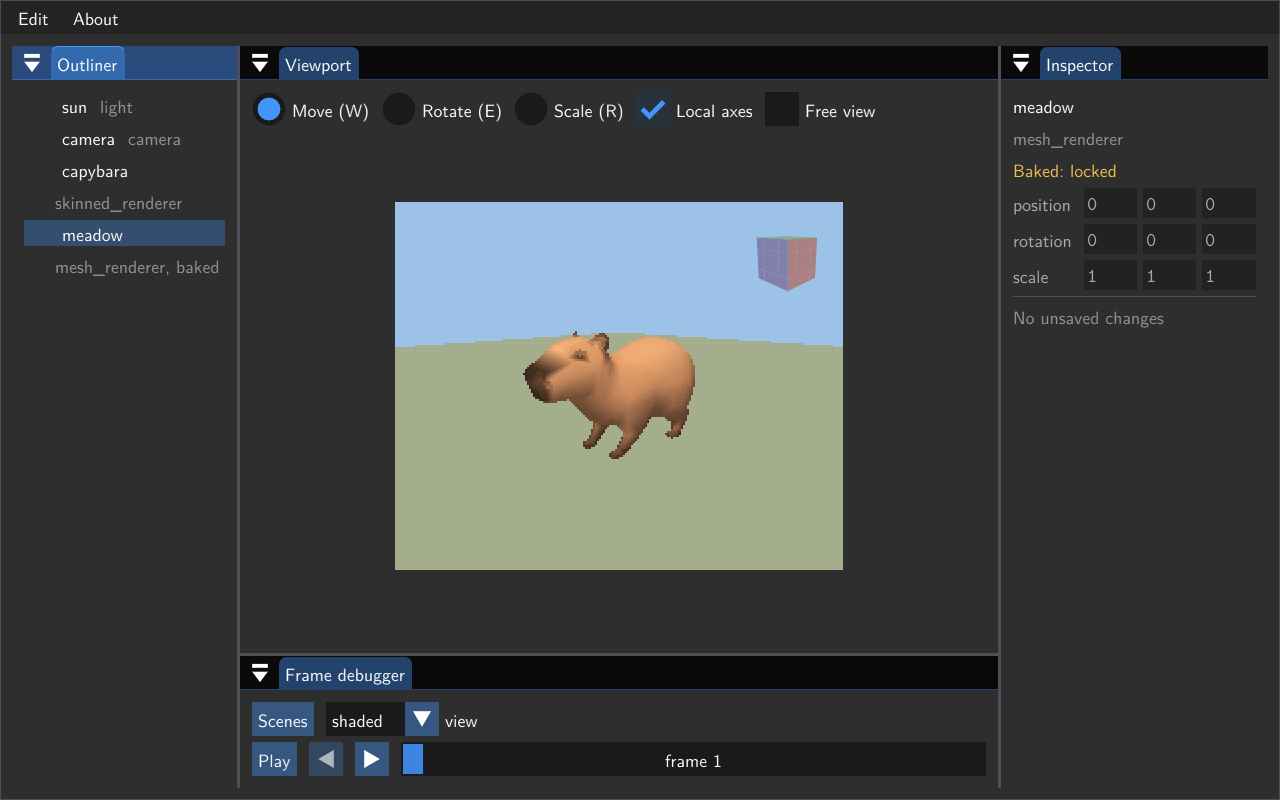 Edit About
Outliner
sun light
camera camera
capybara
skinned_renderer
meadow
mesh_renderer, baked
Viewport
Move (W) Rotate (E) Scale (R) Local axes Free view
Frame debugger
Scenes shaded view
Play frame 1
Inspector
meadow
mesh_renderer
Baked: locked
position 0 0 0
rotation 0 0 0
scale 1 1 1
No unsaved changes